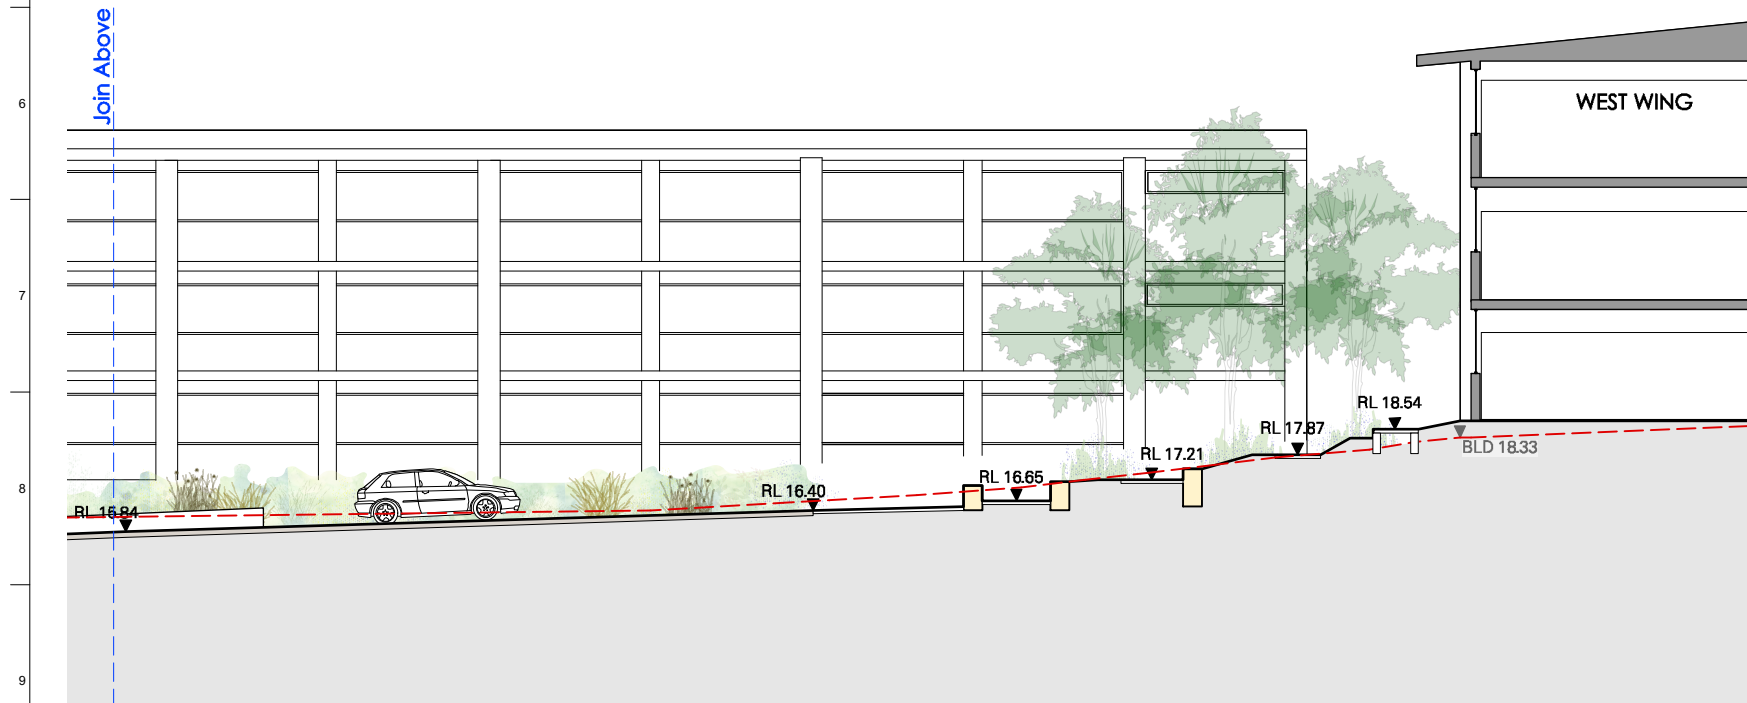 Join Above
6
WEST WING
7
RL 18.54
RL 17.87
BLD 18.33
RL 17.21
RL 16.65
8
RL 16.40
RL 15.84
9